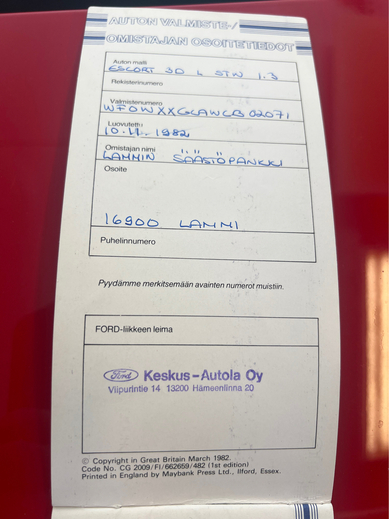 AUTON VALMISTE-/
OMISTAJAN OSOITETIEDOT
Auton malli
ESCORT 3D L STW 1.3
Rekisterinumero
Valmistenumero
WF0WXXGCAWCB02071
Luovutettu
10.11.1982
Omistajan nimi
LAMMIN SÄÄSTÖPANKKI
Osoite
16900 LAMMI
Puhelinnumero
Pyydämme merkitsemään avainten numerot muistiin.
FORD-liikkeen leima
Ford Keskus-Autola Oy
Viipurintie 14 13200 Hämeenlinna 20
© Copyright in Great Britain March 1982.
Code No. CG 2009/FI/662659/482 (1st edition)
Printed in England by Maybank Press Ltd., Ilford, Essex.